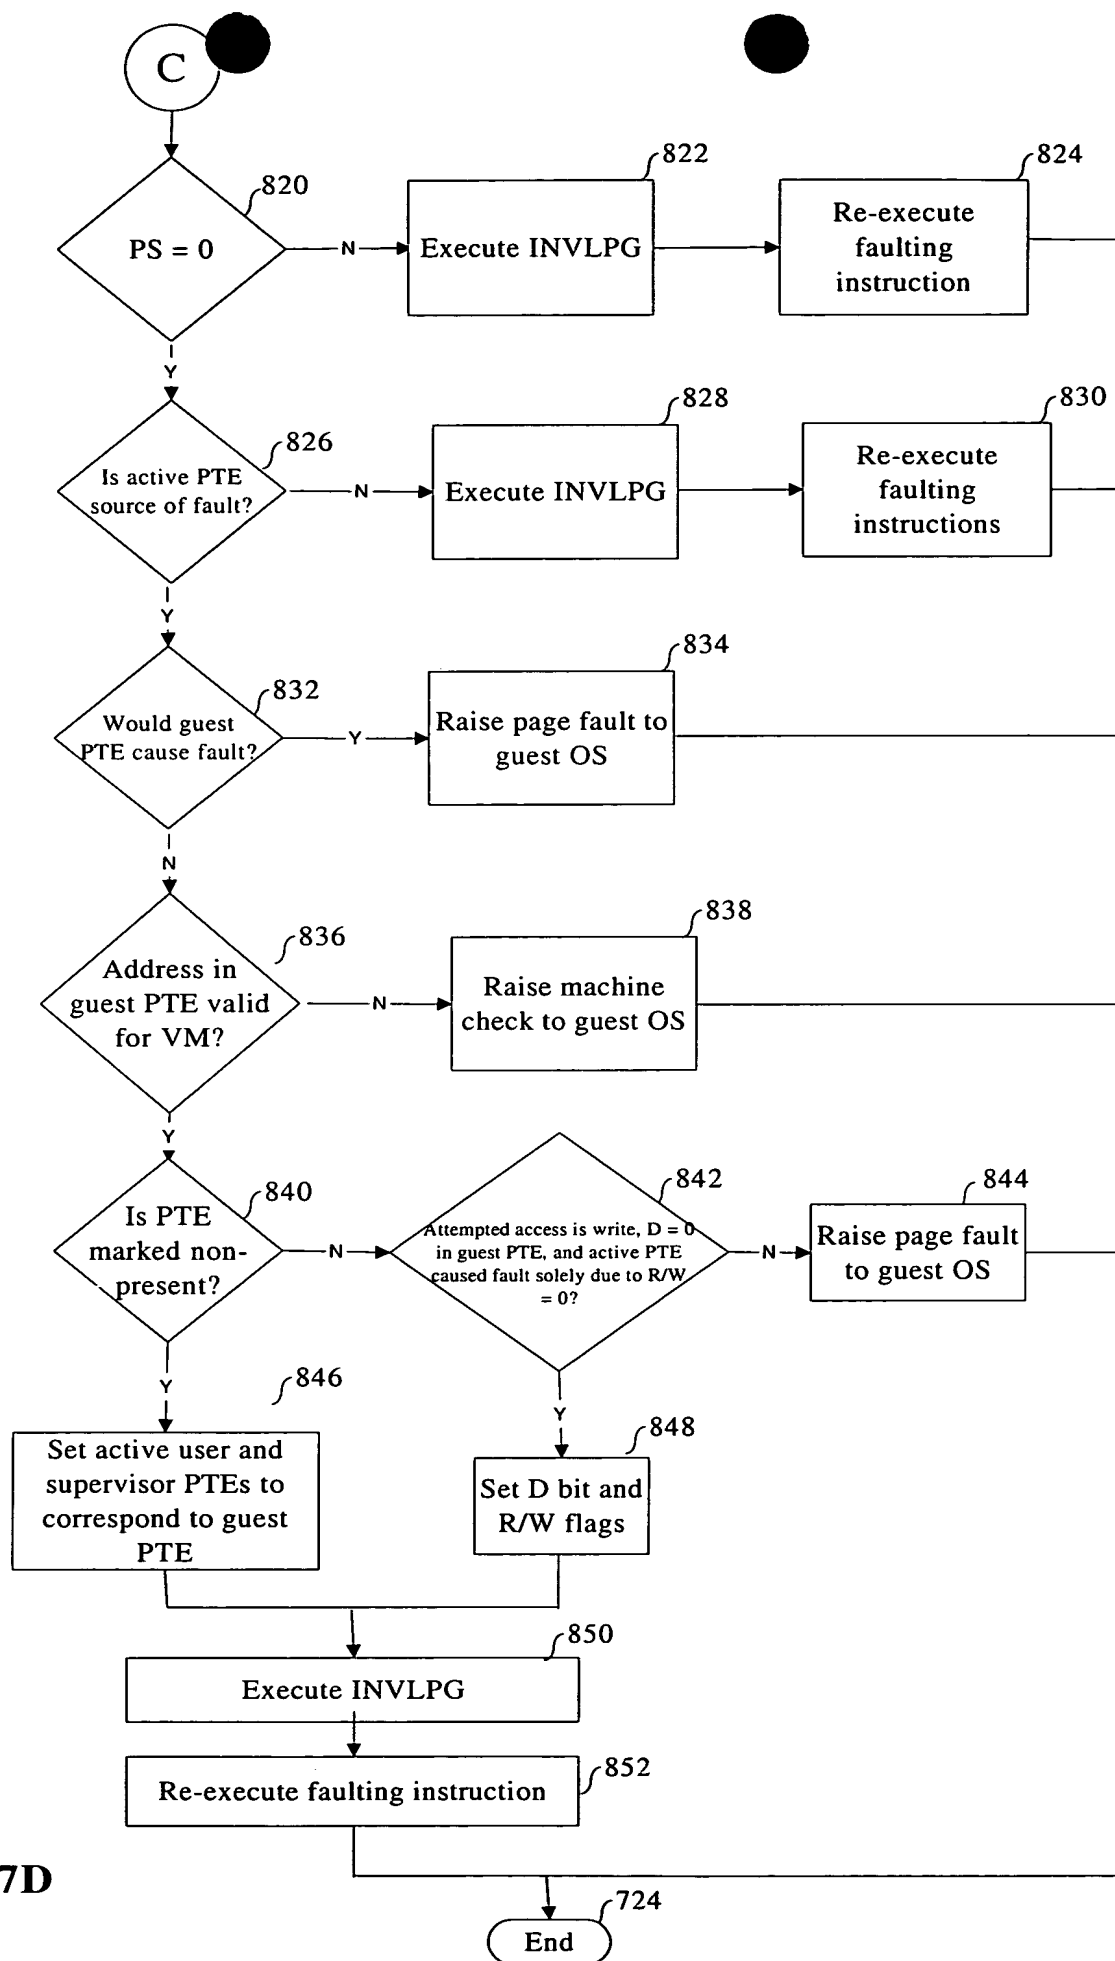 C
820
PS = 0
N
822
Execute INVLPG
824
Re-execute
faulting
instruction
Y
826
Is active PTE
source of fault?
N
828
Execute INVLPG
830
Re-execute
faulting
instructions
Y
832
Would guest
PTE cause fault?
Y
834
Raise page fault to
guest OS
N
836
Address in
guest PTE valid
for VM?
N
838
Raise machine
check to guest OS
Y
840
Is PTE
marked non-
present?
N
842
Attempted access is write, D = 0
in guest PTE, and active PTE
caused fault solely due to R/W
= 0?
N
844
Raise page fault
to guest OS
Y
846
Set active user and
supervisor PTEs to
correspond to guest
PTE
Y
848
Set D bit and
R/W flags
850
Execute INVLPG
852
Re-execute faulting instruction
7D
724
End